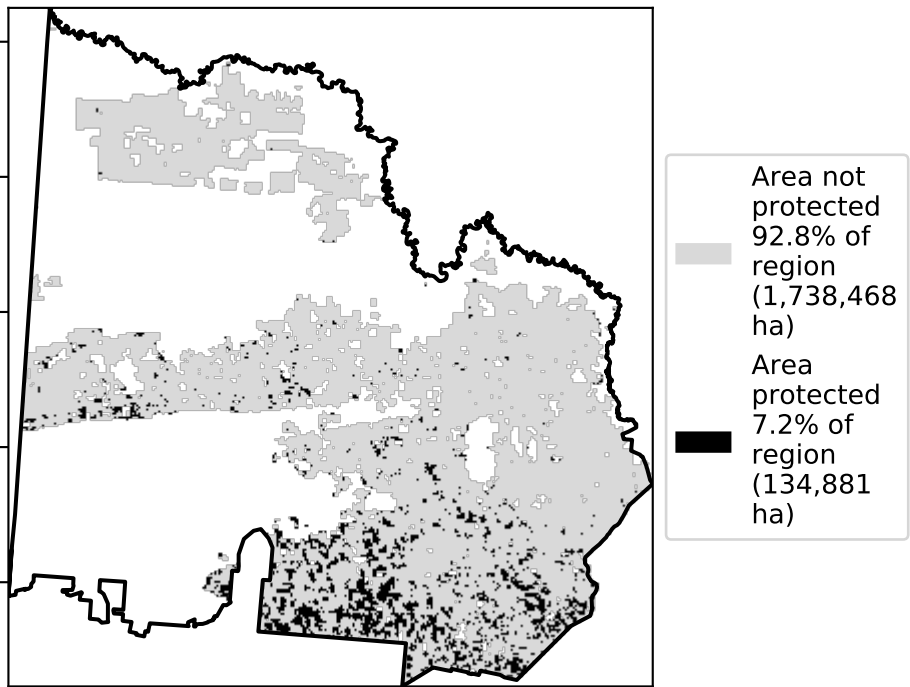 Area not
protected
92.8% of
region
(1,738,468
ha)
Area
protected
7.2% of
region
(134,881
ha)